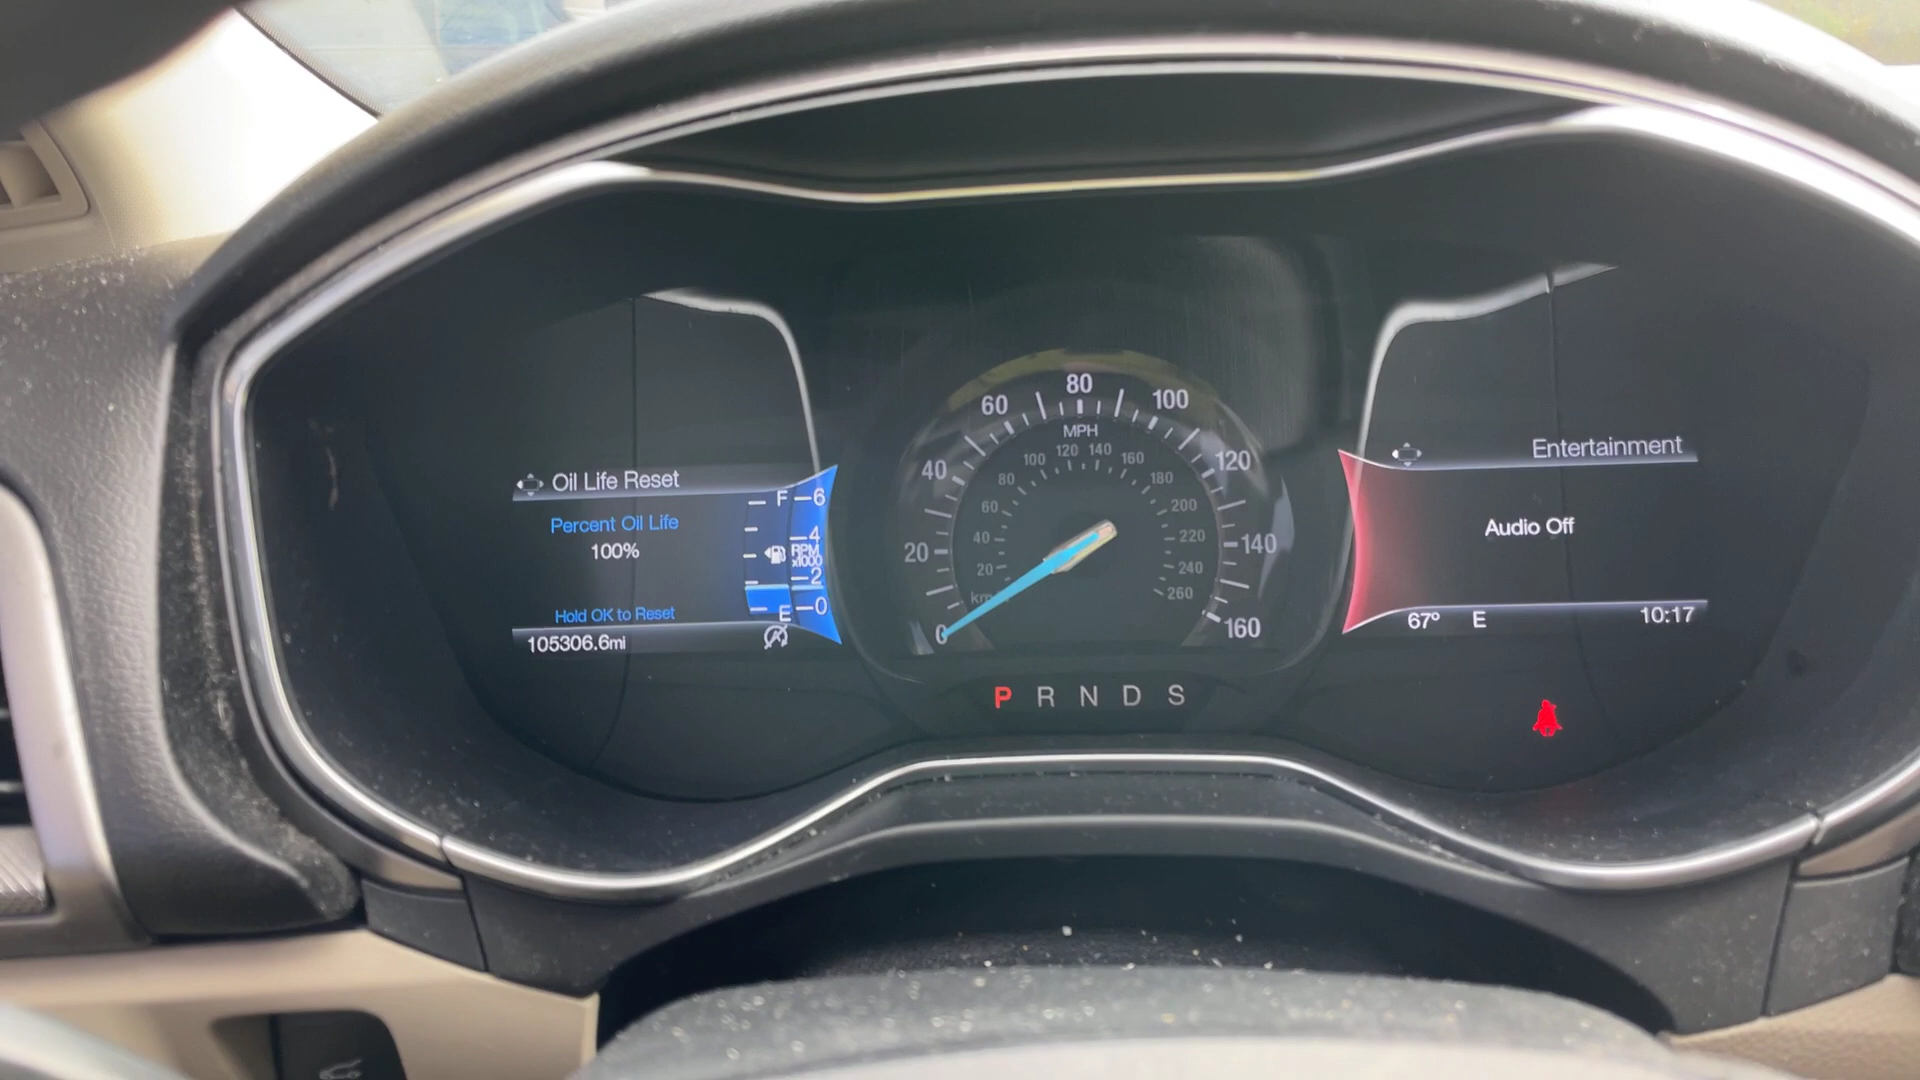 Oil Life Reset
Percent Oil Life
100%
Hold OK to Reset
105306.6mi
F
E
6
4
RPM
x1000
2
0
0
20
40
60
80
100
120
140
160
MPH
km
20
40
60
80
100
120
140
160
180
200
220
240
260
P R N D S
Entertainment
Audio Off
67º E 10:17